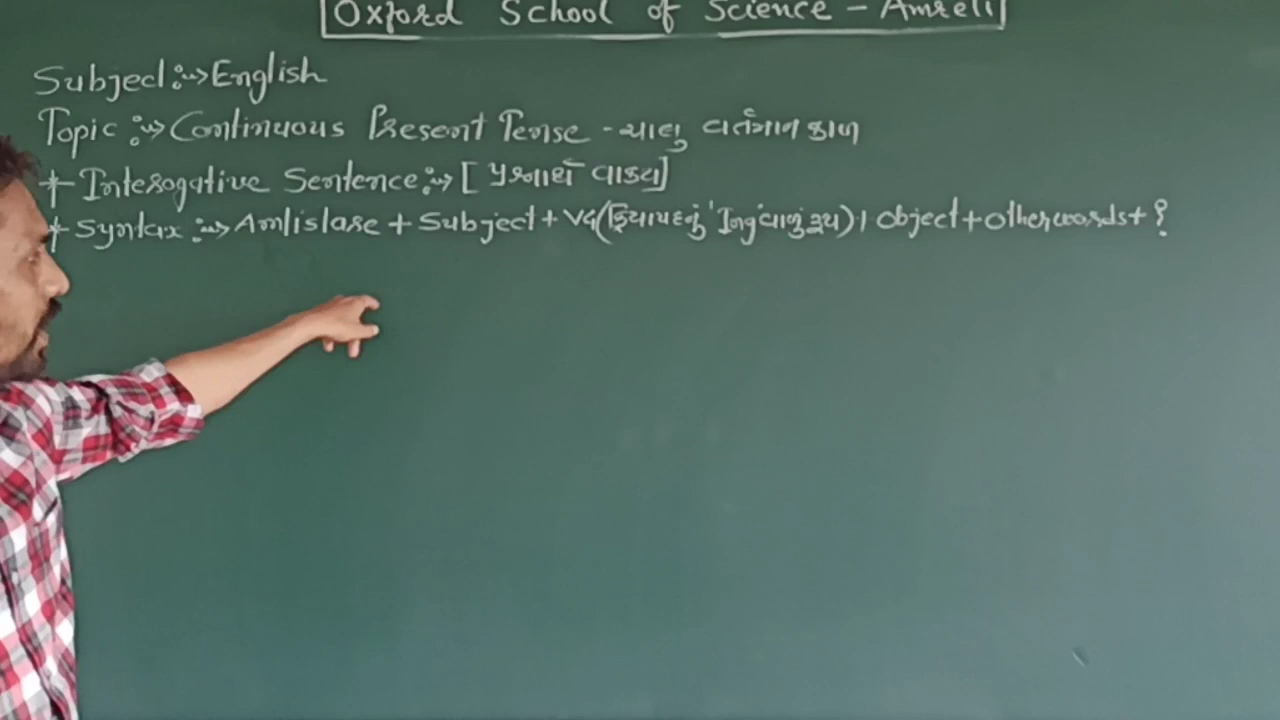 Oxford School of Science - Amreli
Subject :→ English
Topic :→ Continuous Present Tense - ચાલુ વર્તમાન કાળ
+ Interogative Sentence :→ [પ્રશ્નાર્થ વાક્ય]
+ Syntax :→ Am|is|are + Subject + V4 (ક્રિયાપદનું 'Ing' વાળું રૂપ) + object + other words + ?